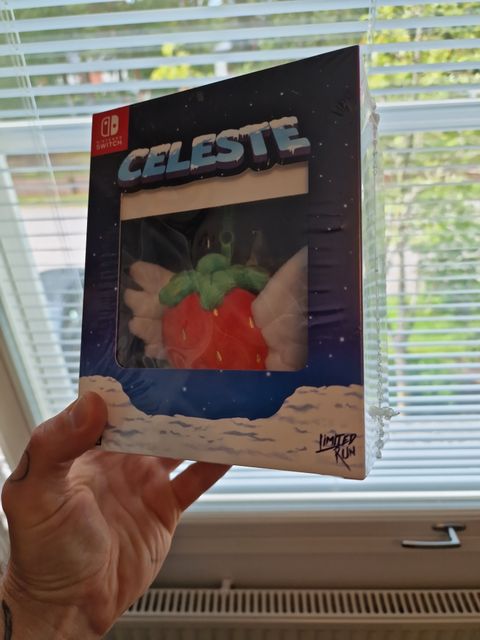 NINTENDO
SWITCH
CELESTE
LIMITED
RUN